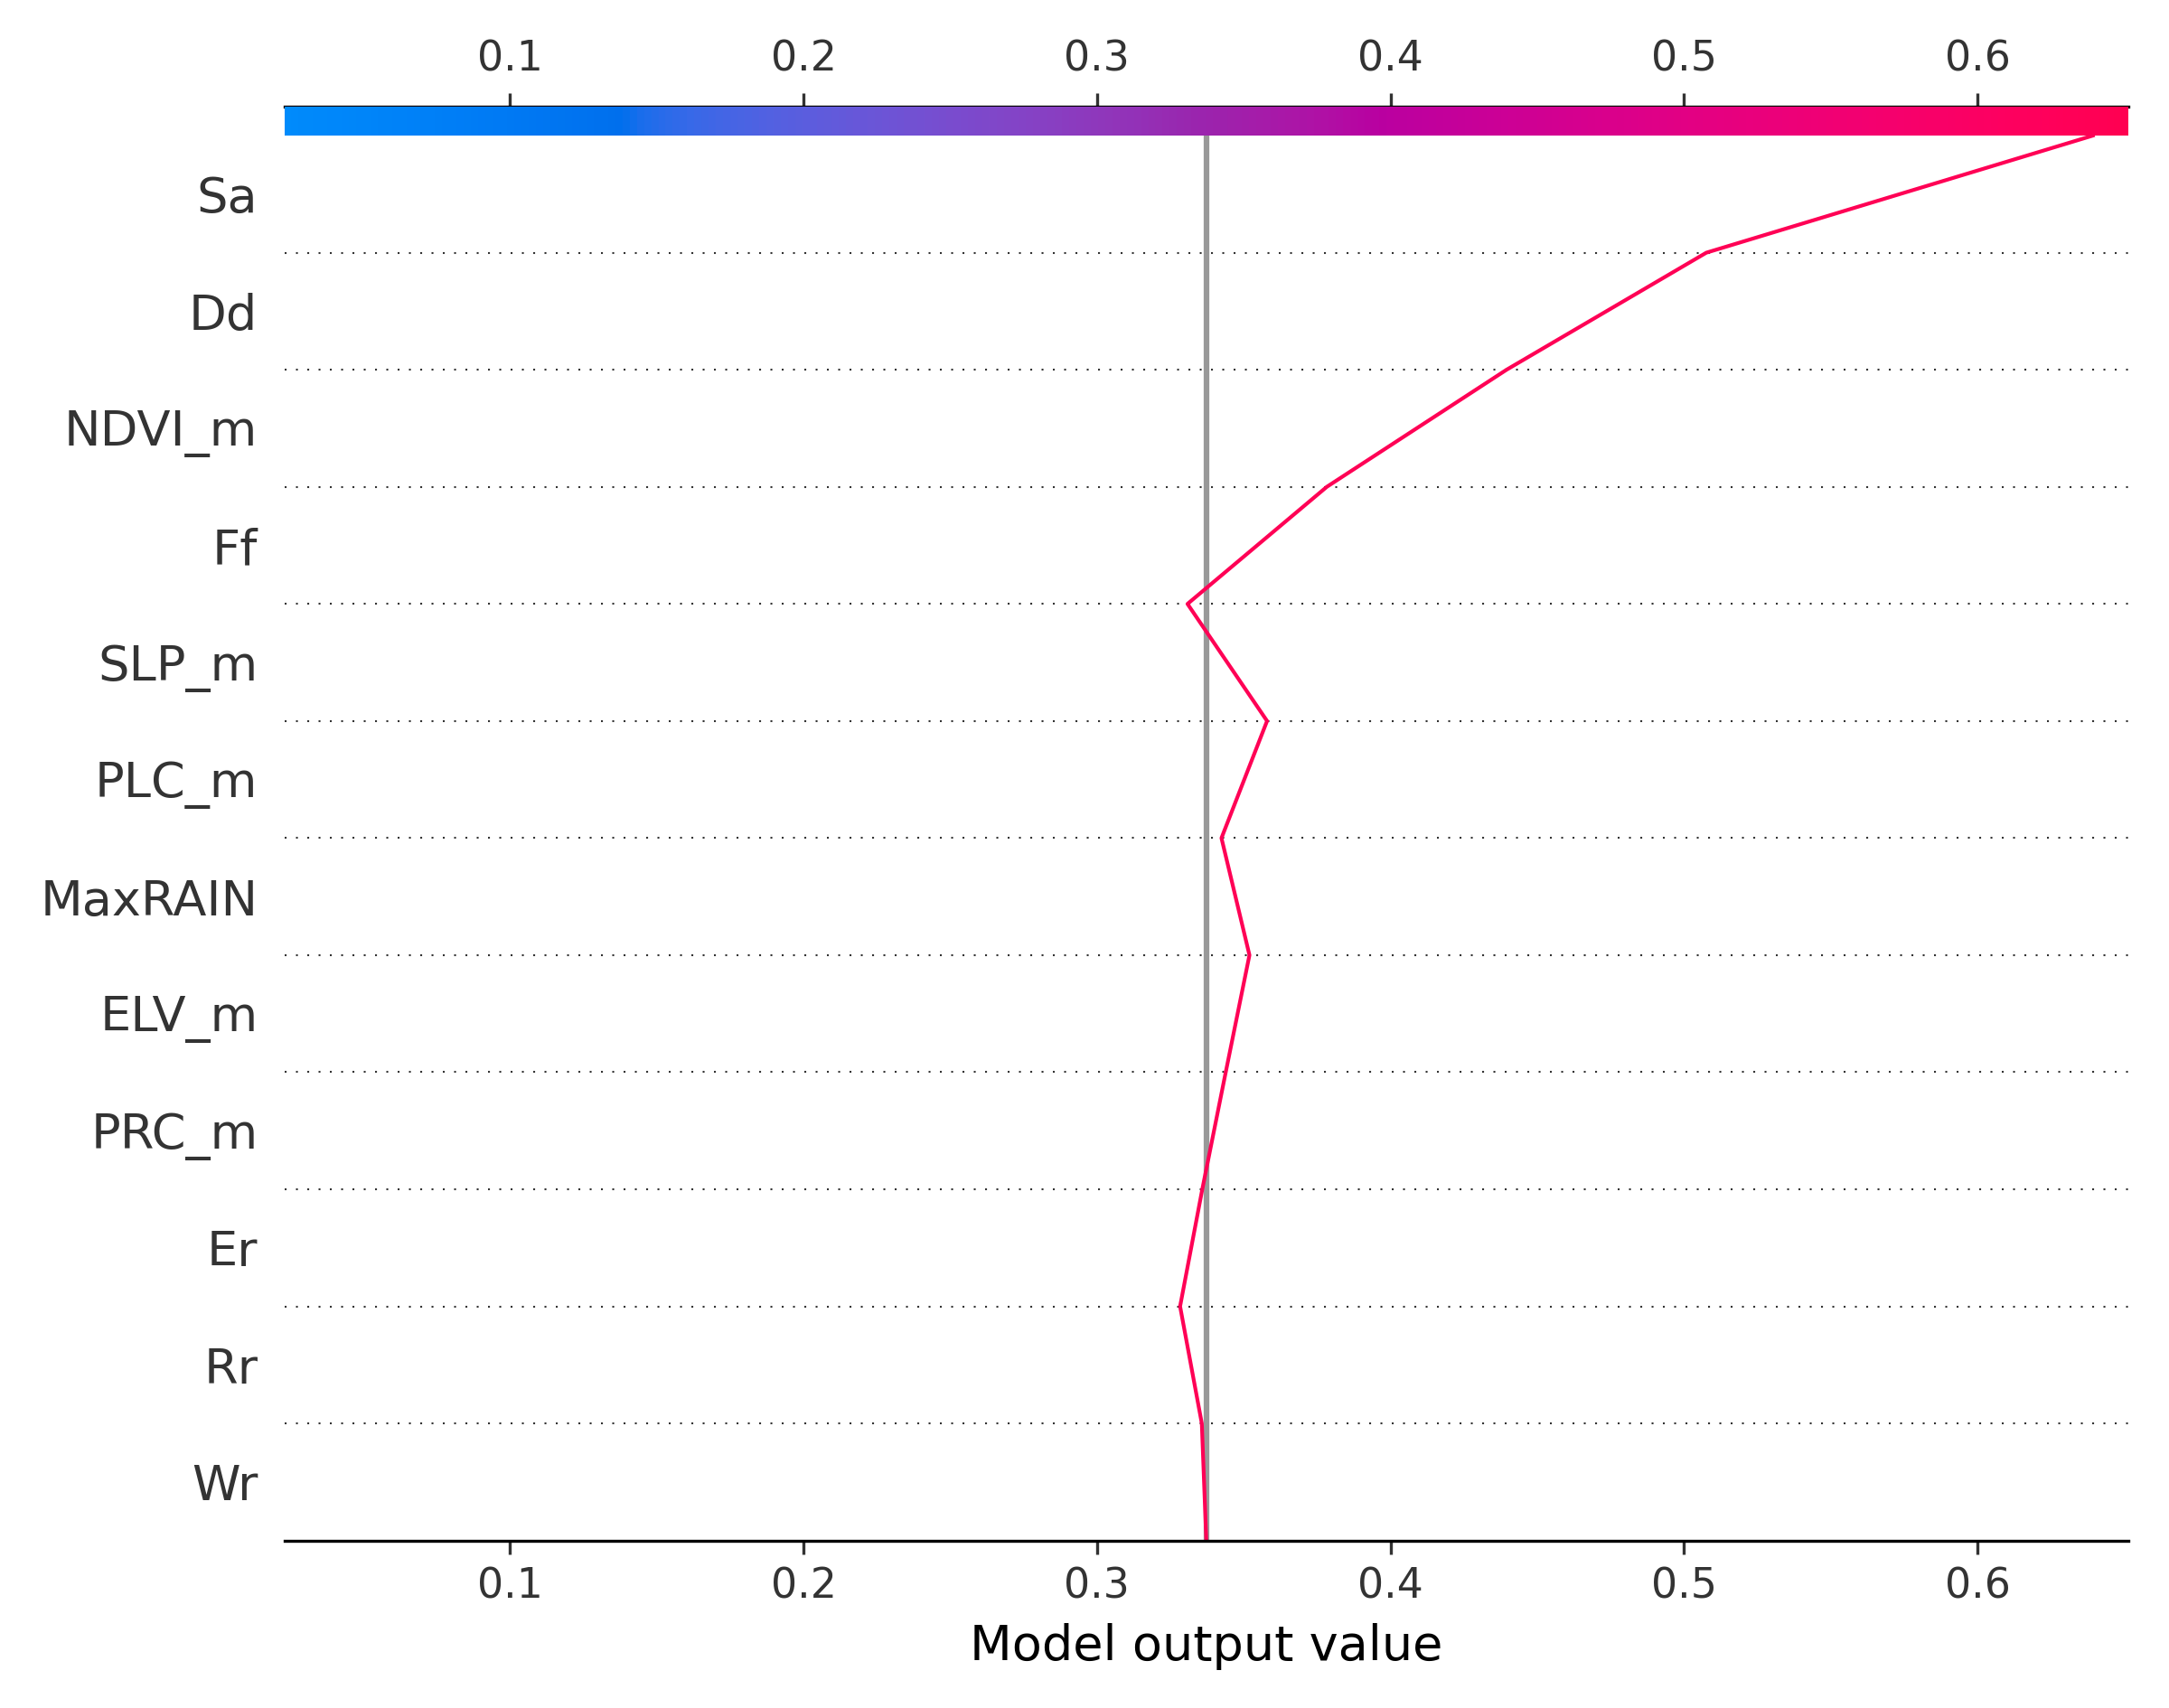 0.1 0.2 0.3 0.4 0.5 0.6
Sa
Dd
NDVI_m
Ff
SLP_m
PLC_m
MaxRAIN
ELV_m
PRC_m
Er
Rr
Wr
0.1 0.2 0.3 0.4 0.5 0.6
Model output value